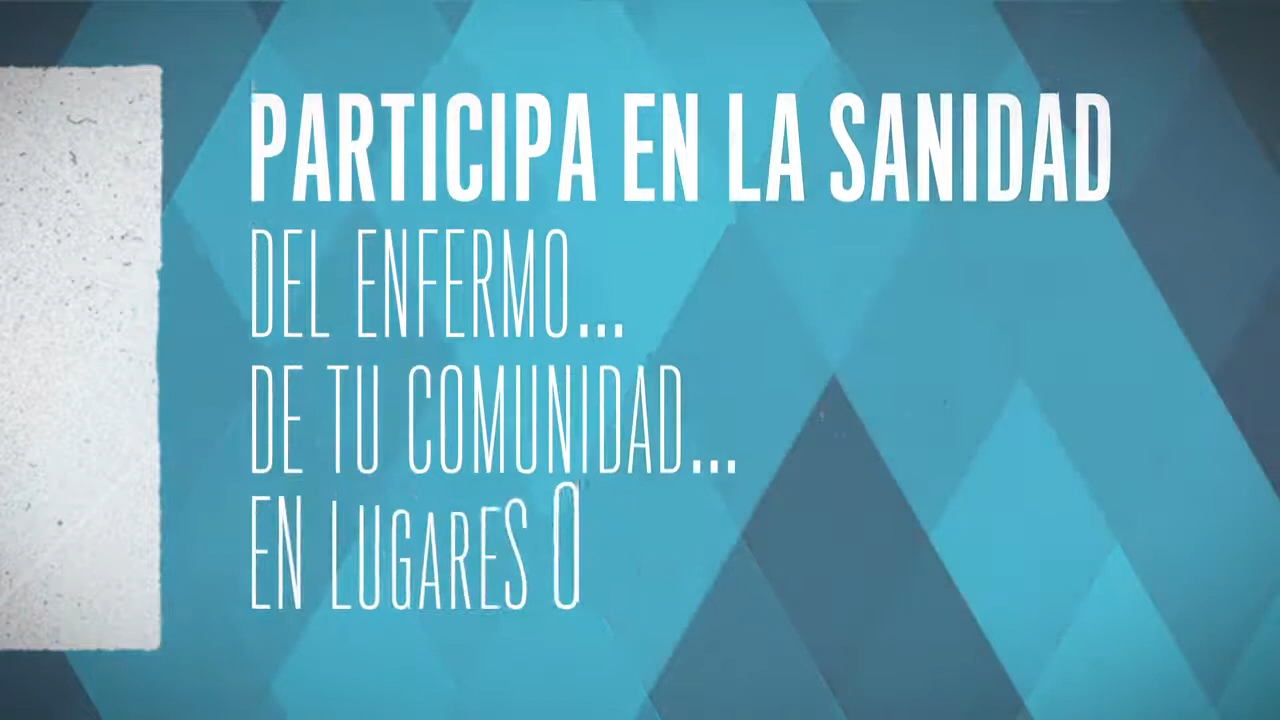 PARTICIPA EN LA SANIDAD
DEL ENFERMO...
DE TU COMUNIDAD...
EN LUGARES O